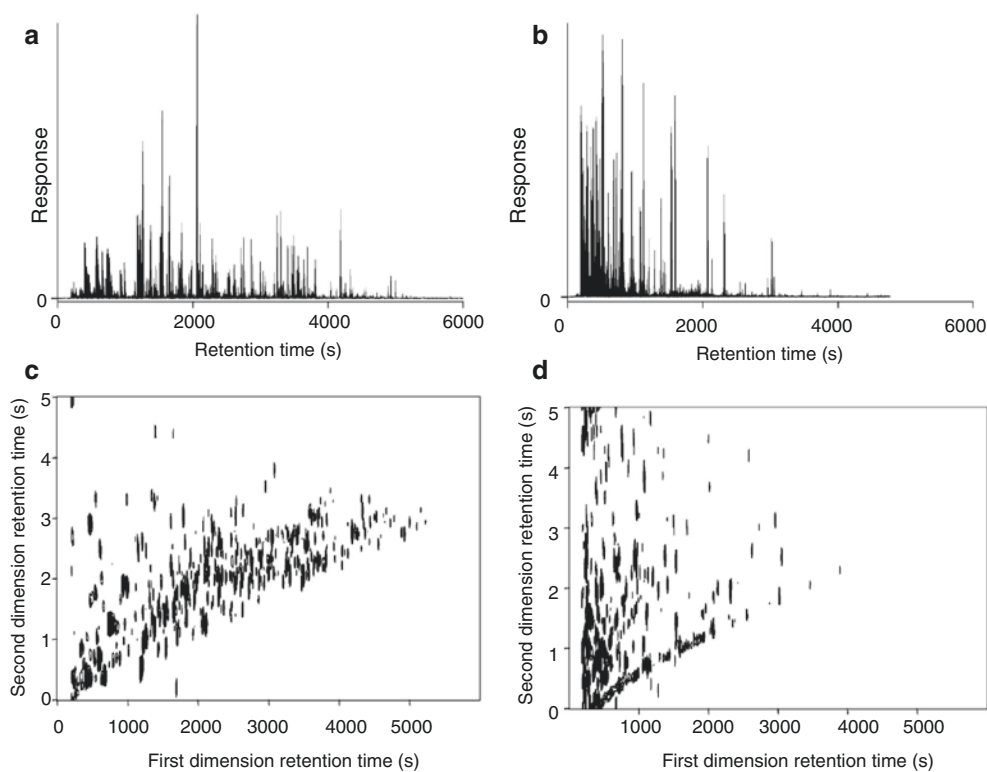 a
Response
0
0 2000 4000 6000
Retention time (s)
b
Response
0
0 2000 4000 6000
Retention time (s)
c
Second dimension retention time (s)
5
4
3
2
1
0
0 1000 2000 3000 4000 5000
First dimension retention time (s)
d
Second dimension retention time (s)
5
4
3
2
1
0
1000 2000 3000 4000 5000
First dimension retention time (s)